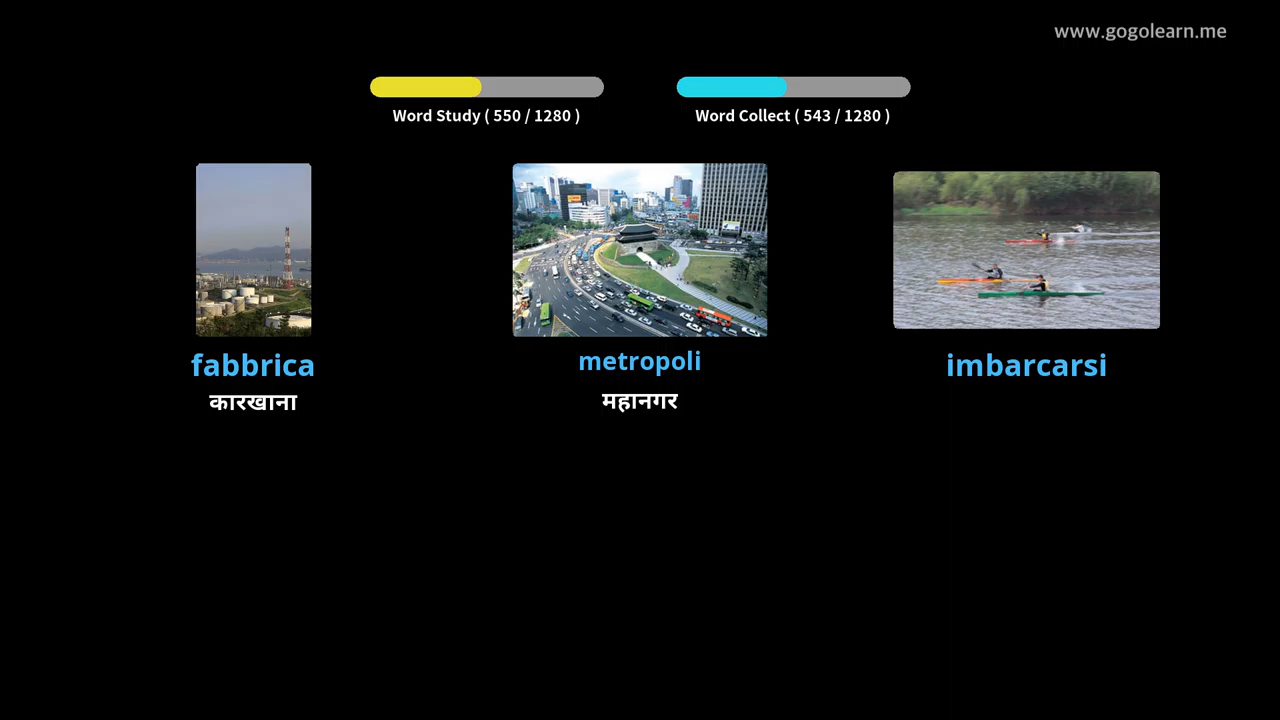 www.gogolearn.me
Word Study ( 550 / 1280 )
Word Collect ( 543 / 1280 )
fabbrica
कारखाना
metropoli
महानगर
imbarcarsi